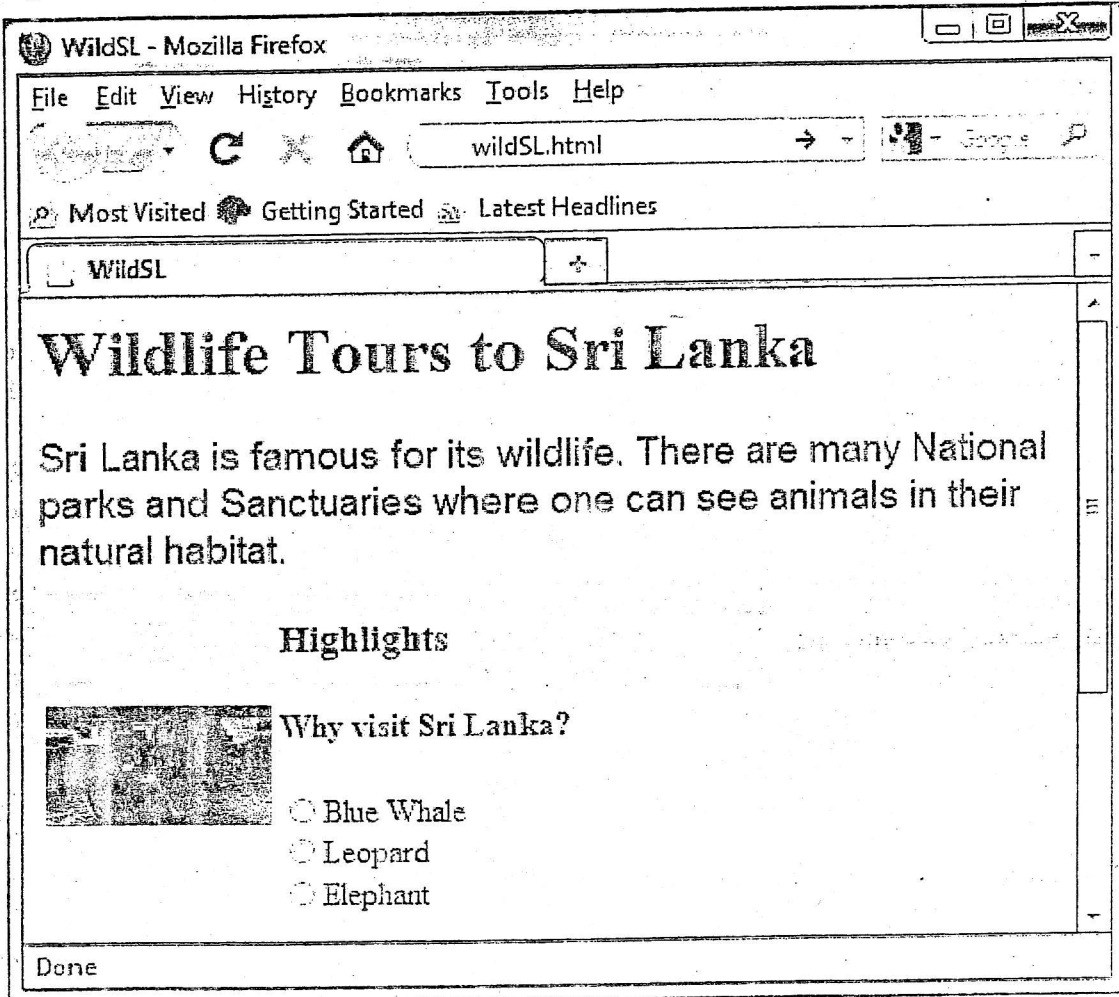 WildSL - Mozilla Firefox
File Edit View History Bookmarks Tools Help
wildSL.html
Google
Most Visited Getting Started Latest Headlines
WildSL
Wildlife Tours to Sri Lanka
Sri Lanka is famous for its wildlife. There are many National
parks and Sanctuaries where one can see animals in their
natural habitat.
Highlights
Why visit Sri Lanka?
Blue Whale
Leopard
Elephant
Done